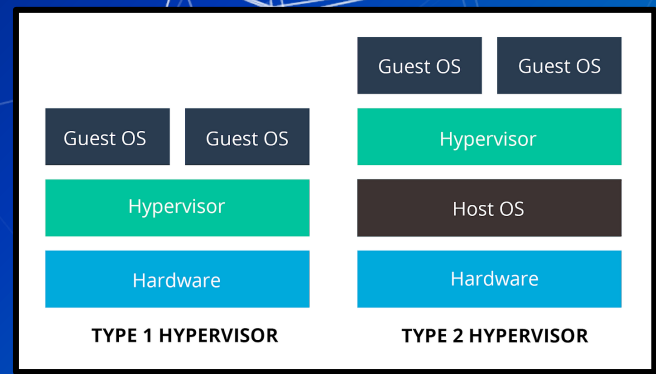 Guest OS
Guest OS
Hypervisor
Hardware
TYPE 1 HYPERVISOR
Guest OS
Guest OS
Hypervisor
Host OS
Hardware
TYPE 2 HYPERVISOR